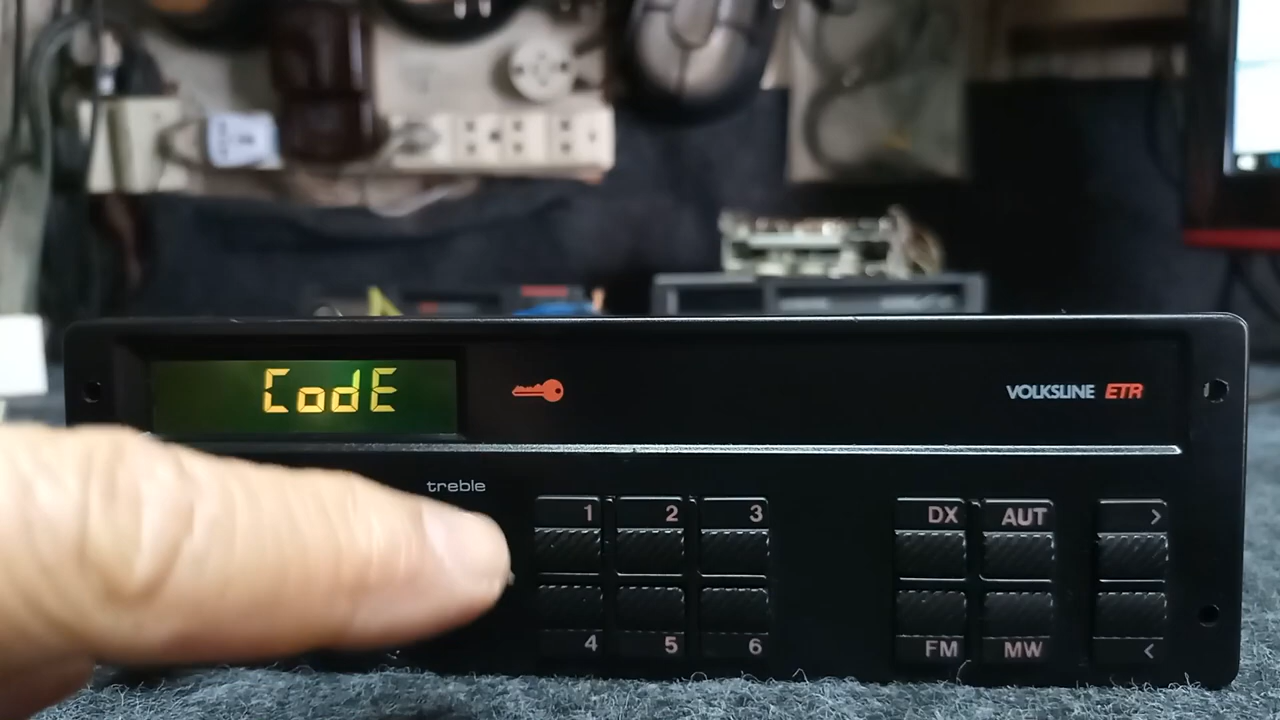 CodE
VOLKSLINE ETR
treble
1 2 3
DX AUT >
4 5 6
FM MW <